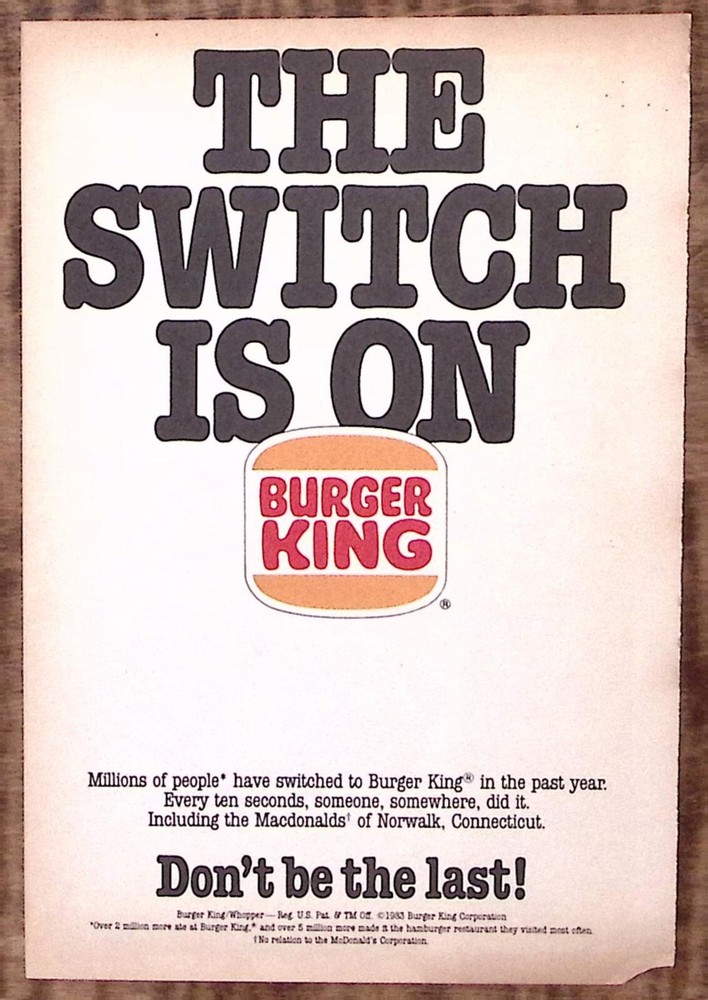 THE
SWITCH
IS ON
BURGER
KING
®
Millions of people* have switched to Burger King® in the past year.
Every ten seconds, someone, somewhere, did it.
Including the Macdonalds† of Norwalk, Connecticut.
Don't be the last!
Burger King/Whopper—Reg. U.S. Pat. & TM Off. ©1983 Burger King Corporation
*Over 2 million more ate at Burger King,® and over 5 million more made it the hamburger restaurant they visited most often
†No relation to the McDonald's Corporation.